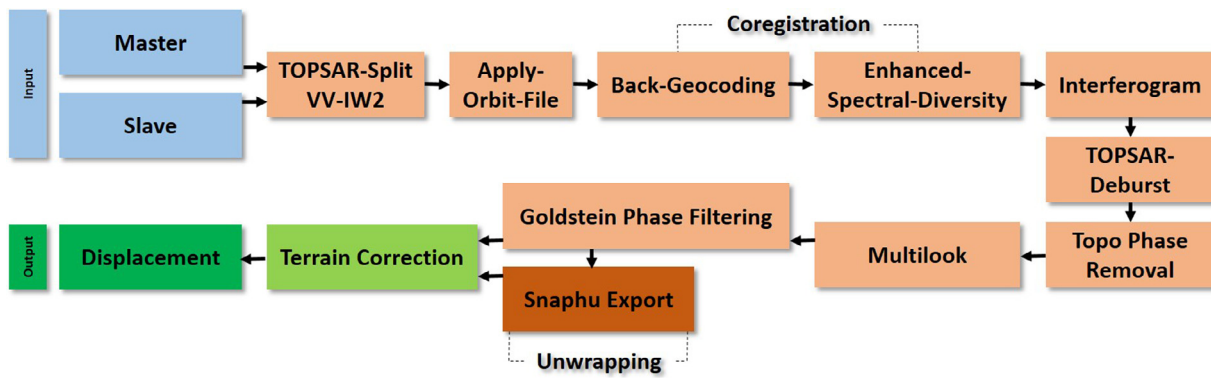 Input
Master
Slave
TOPSAR-Split
VV-IW2
Apply-
Orbit-File
Coregistration
Back-Geocoding
Enhanced-
Spectral-Diversity
Interferogram
TOPSAR-
Deburst
Topo Phase
Removal
Multilook
Goldstein Phase Filtering
Snaphu Export
Unwrapping
Terrain Correction
Displacement
Output